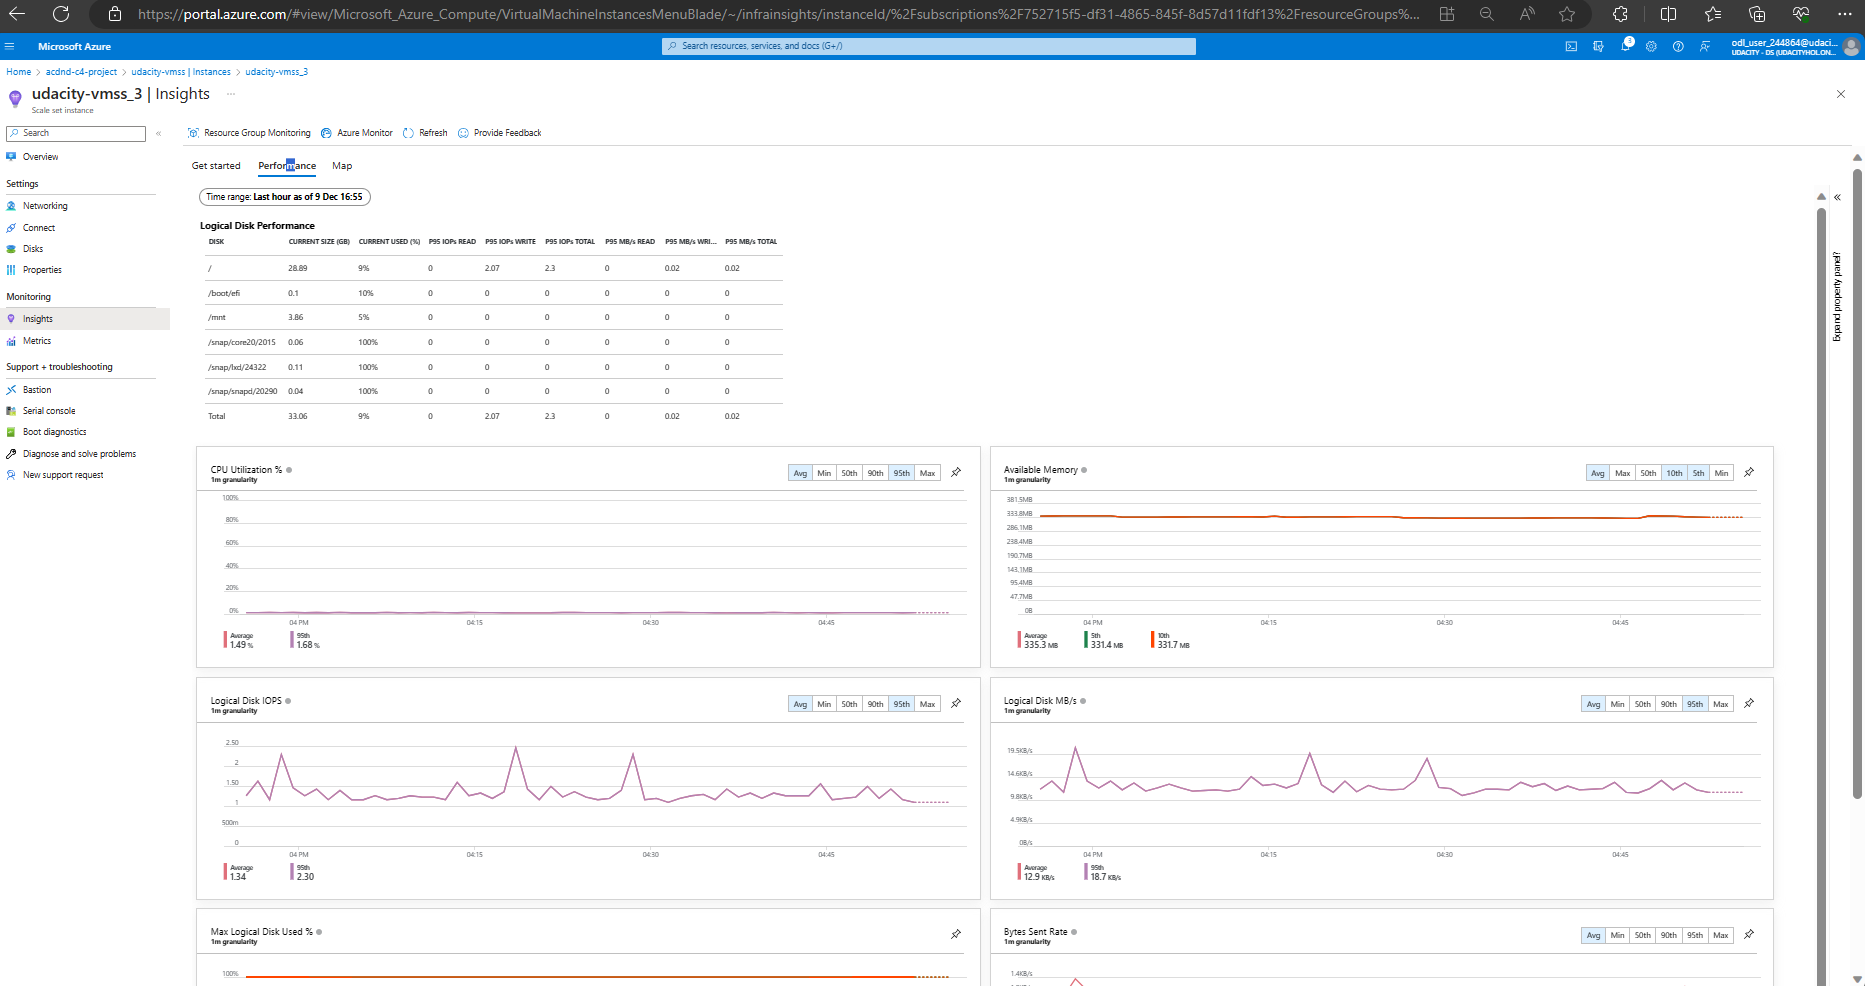 https://portal.azure.com/#view/Microsoft_Azure_Compute/VirtualMachineInstancesMenuBlade/~/infrainsights/instanceId/%2Fsubscriptions%2F752715f5-df31-4865-845f-8d57d11fdf13%2FresourceGroups%...
Microsoft Azure
Search resources, services, and docs (G+/)
3
odl_user_244864@udaci...
UDACITY - DS (UDACITYHOL.ON...
Home > acdnd-c4-project > udacity-vmss | Instances > udacity-vmss_3
udacity-vmss_3 | Insights ...
Scale set instance
Search
Overview
Settings
Networking
Connect
Disks
Properties
Monitoring
Insights
Metrics
Support + troubleshooting
Bastion
Serial console
Boot diagnostics
Diagnose and solve problems
New support request
Resource Group Monitoring Azure Monitor Refresh Provide Feedback
Get started Performance Map
Time range: Last hour as of 9 Dec 16:55
Expand property panel?
Logical Disk Performance
DISK CURRENT SIZE (GB) CURRENT USED (%) P95 IOPs READ P95 IOPs WRITE P95 IOPs TOTAL P95 MB/s READ P95 MB/s WRI... P95 MB/s TOTAL
/ 28.89 9% 0 2.07 2.3 0 0.02 0.02
/boot/efi 0.1 10% 0 0 0 0 0 0
/mnt 3.86 5% 0 0 0 0 0 0
/snap/core20/2015 0.06 100% 0 0 0 0 0 0
/snap/lxd/24322 0.11 100% 0 0 0 0 0 0
/snap/snapd/20290 0.04 100% 0 0 0 0 0 0
Total 33.06 9% 0 2.07 2.3 0 0.02 0.02
CPU Utilization %
1m granularity
Avg Min 50th 90th 95th Max
100%
80%
60%
40%
20%
0%
04 PM 04:15 04:30 04:45
Average 95th
1.49 % 1.68 %
Available Memory
1m granularity
Avg Max 50th 10th 5th Min
381.5MB
333.8MB
286.1MB
238.4MB
190.7MB
143.1MB
95.4MB
47.7MB
0B
04 PM 04:15 04:30 04:45
Average 5th 10th
335.3 MB 331.4 MB 331.7 MB
Logical Disk IOPS
1m granularity
Avg Min 50th 90th 95th Max
2.50
2
1.50
1
500m
0
04 PM 04:15 04:30 04:45
Average 95th
1.34 2.30
Logical Disk MB/s
1m granularity
Avg Min 50th 90th 95th Max
19.5KB/s
14.6KB/s
9.8KB/s
4.9KB/s
0B/s
04 PM 04:15 04:30 04:45
Average 95th
12.9 KB/s 18.7 KB/s
Max Logical Disk Used %
1m granularity
100%
Bytes Sent Rate
1m granularity
Avg Min 50th 90th 95th Max
1.4KB/s